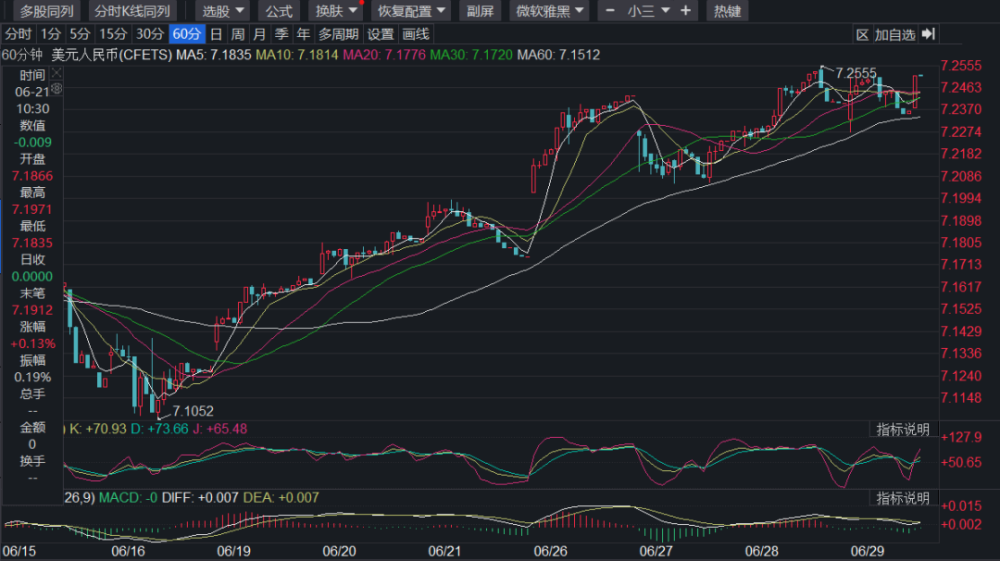 多股同列 分时K线同列 选股 公式 换肤 恢复配置 副屏 微软雅黑 － 小三 + 热键
分时 1分 5分 15分 30分 60分 日 周 月 季 年 多周期 设置 画线 区 加自选
60分钟 美元人民币(CFETS) MA5: 7.1835 MA10: 7.1814 MA20: 7.1776 MA30: 7.1720 MA60: 7.1512
时间
06-21
10:30
数值
-0.009
开盘
7.1866
最高
7.1971
最低
7.1835
日收
0.0000
末笔
7.1912
涨幅
+0.13%
振幅
0.19%
总手
--
金额
0
换手
--
7.2555
7.1052
7.2555
7.2463
7.2370
7.2274
7.2182
7.2086
7.1994
7.1898
7.1805
7.1713
7.1617
7.1525
7.1429
7.1336
7.1240
7.1148
) K: +70.93 D: +73.66 J: +65.48 指标说明
+127.9
+50.65
26,9) MACD: -0 DIFF: +0.007 DEA: +0.007 指标说明
+0.015
+0.002
06/15 06/16 06/19 06/20 06/21 06/26 06/27 06/28 06/29